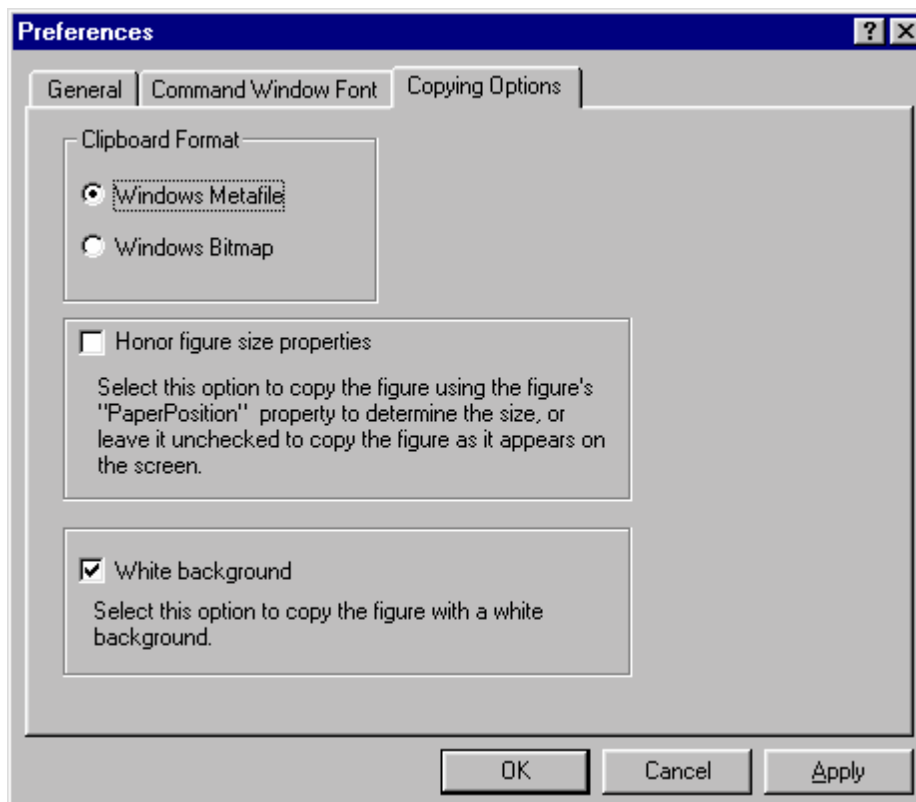 Preferences
General Command Window Font Copying Options
Clipboard Format
Windows Metafile
Windows Bitmap
Honor figure size properties
Select this option to copy the figure using the figure's
"PaperPosition" property to determine the size, or
leave it unchecked to copy the figure as it appears on
the screen.
White background
Select this option to copy the figure with a white
background.
OK Cancel Apply